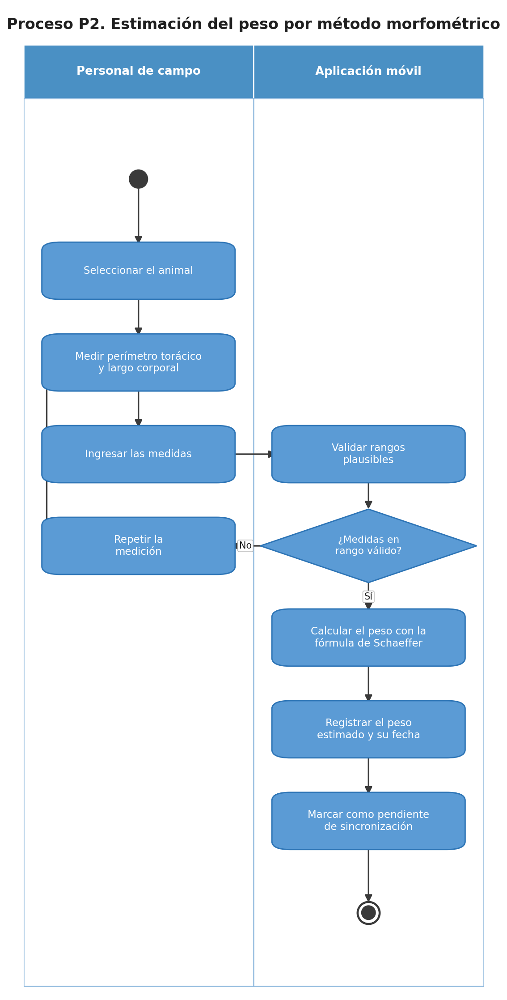 Proceso P2. Estimación del peso por método morfométrico
Personal de campo
Aplicación móvil
Seleccionar el animal
Medir perímetro torácico
y largo corporal
Ingresar las medidas
Validar rangos
plausibles
Repetir la
medición
No
¿Medidas en
rango válido?
Sí
Calcular el peso con la
fórmula de Schaeffer
Registrar el peso
estimado y su fecha
Marcar como pendiente
de sincronización